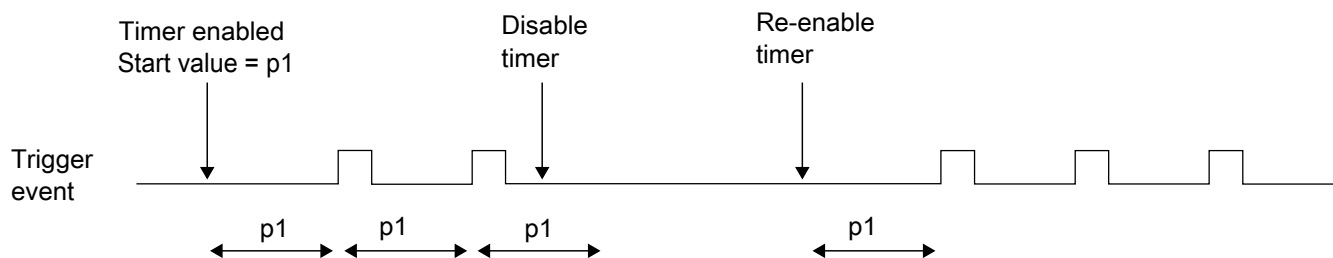 Timer enabled
Start value = p1
Disable
timer
Re-enable
timer
Trigger
event
p1
p1
p1
p1